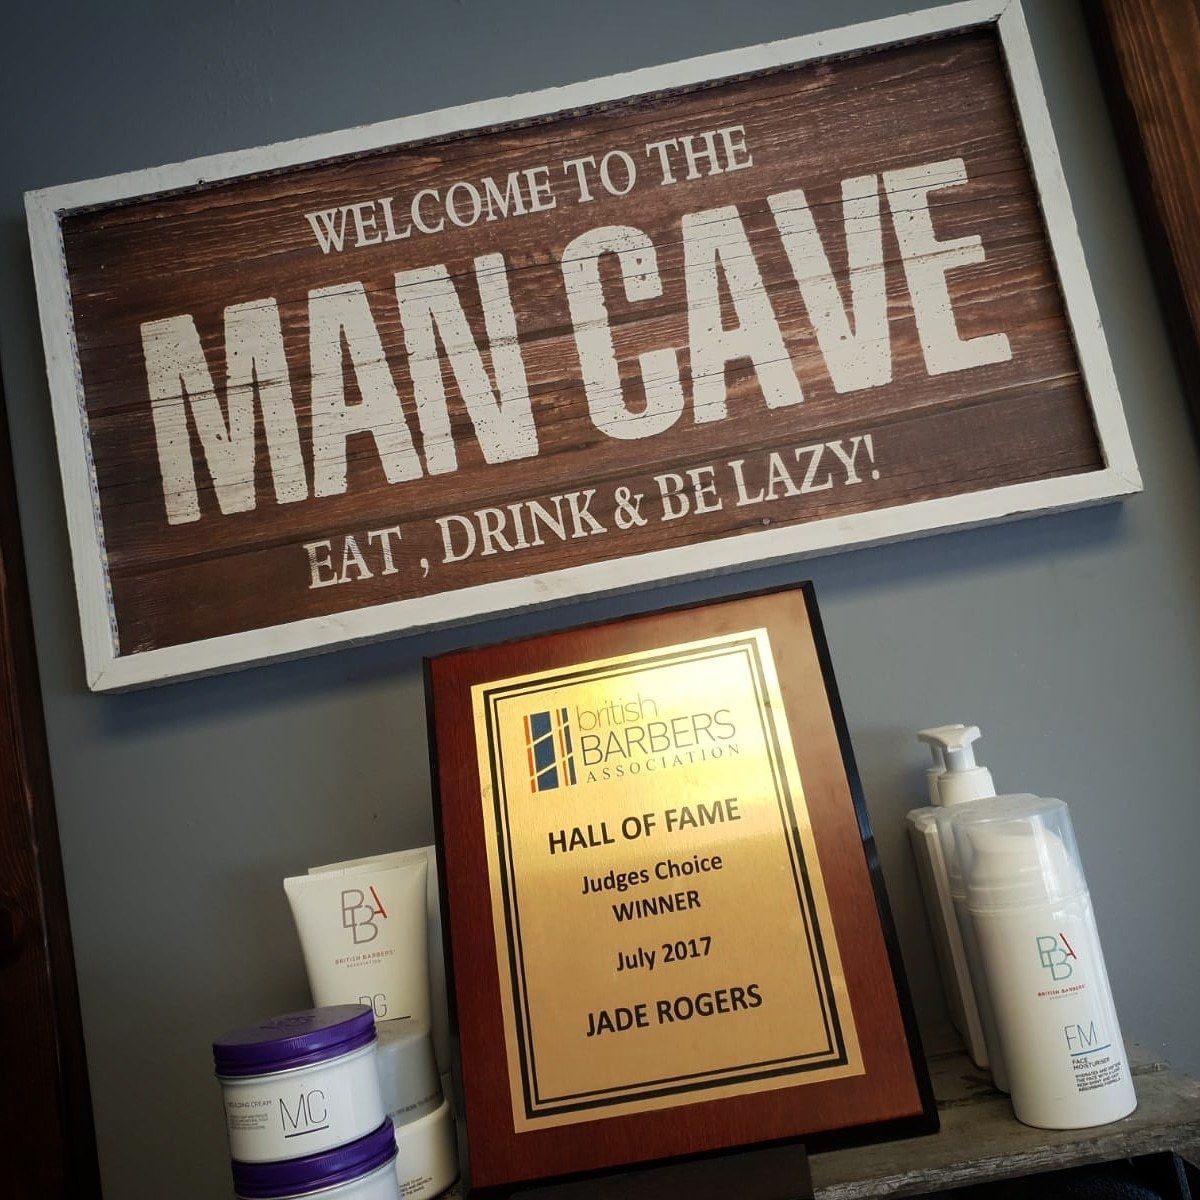 WELCOME TO THE
MAN CAVE
EAT , DRINK & BE LAZY!
british
BARBERS
ASSOCIATION
HALL OF FAME
Judges Choice
WINNER
July 2017
JADE ROGERS
BBA
BRITISH BARBERS'
ASSOCIATION
MC
BBA
BRITISH BARBERS'
ASSOCIATION
FM
FACE
MOISTURISER